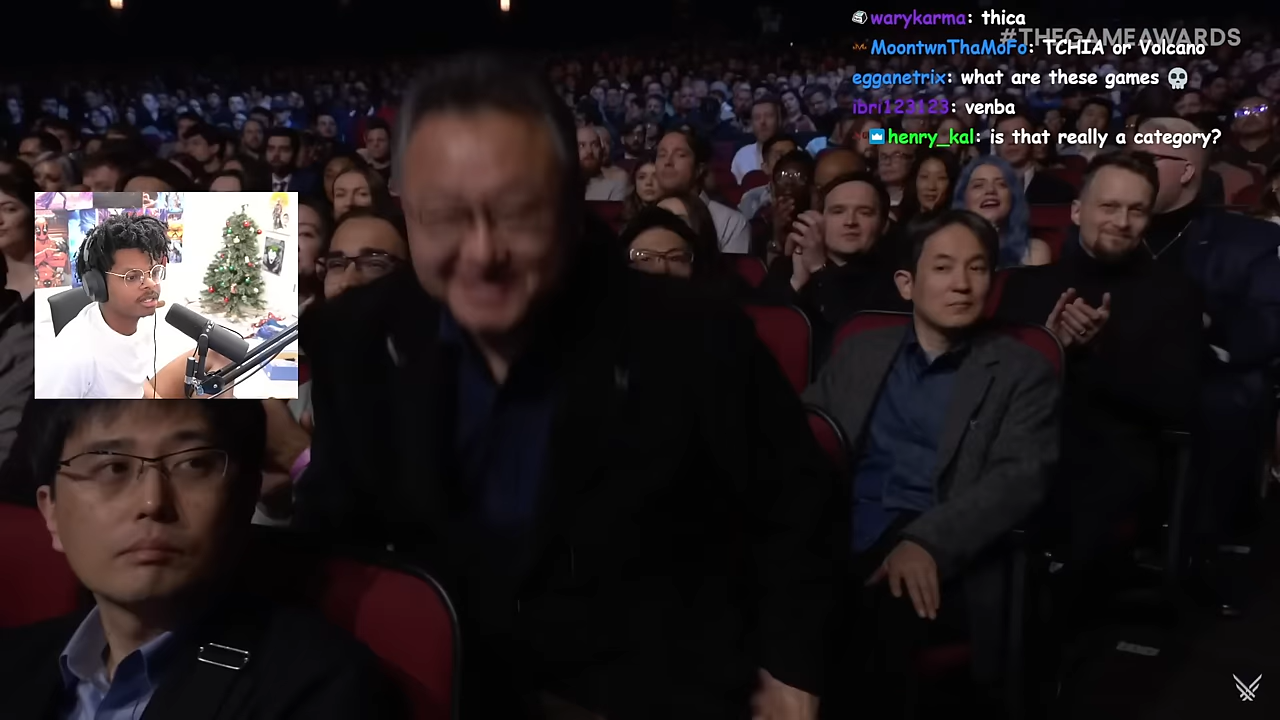 warykarma: thica
#THEGAMEAWARDS
MoontwnThaMoFo: TCHIA or Volcano
egganetrix: what are these games 💀
ibri123123: venba
henry_kal: is that really a category?